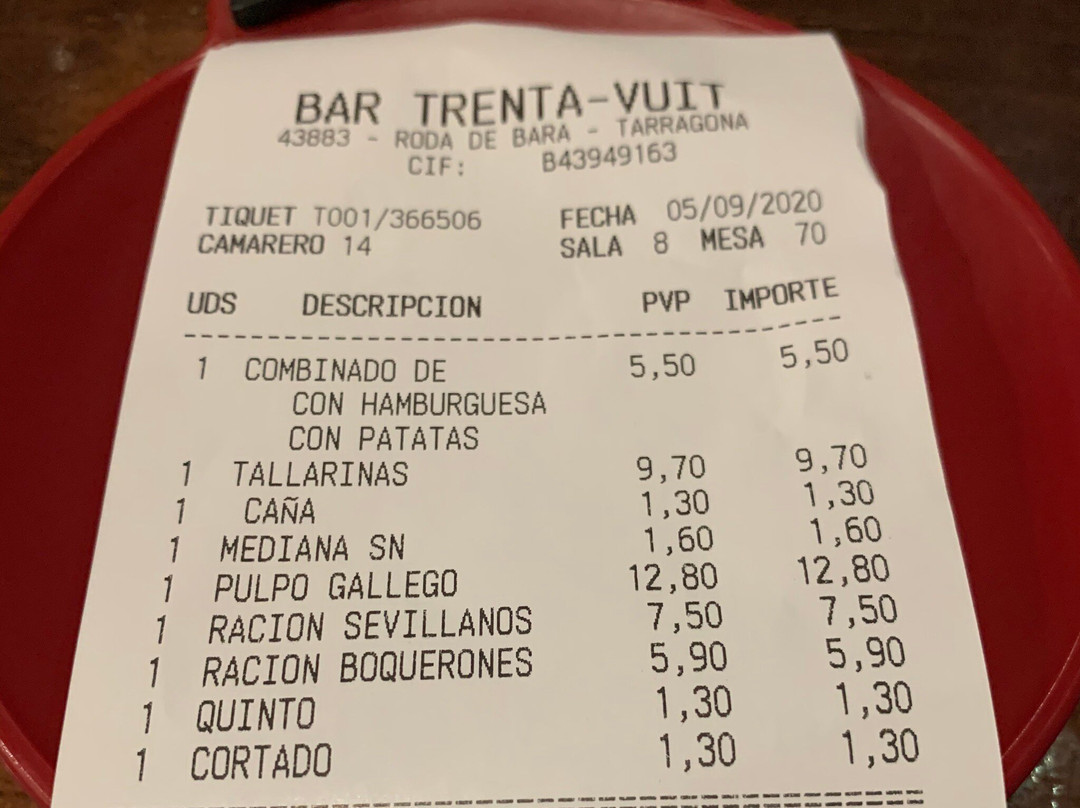 BAR TRENTA-VUIT
43883 - RODA DE BARA - TARRAGONA
CIF: B43949163
TIQUET T001/366506 FECHA 05/09/2020
CAMARERO 14 SALA 8 MESA 70
UDS DESCRIPCION PVP IMPORTE
1 COMBINADO DE 5,50 5,50
CON HAMBURGUESA
CON PATATAS
1 TALLARINAS 9,70 9,70
1 CAÑA 1,30 1,30
1 MEDIANA SN 1,60 1,60
1 PULPO GALLEGO 12,80 12,80
1 RACION SEVILLANOS 7,50 7,50
1 RACION BOQUERONES 5,90 5,90
1 QUINTO 1,30 1,30
1 CORTADO 1,30 1,30